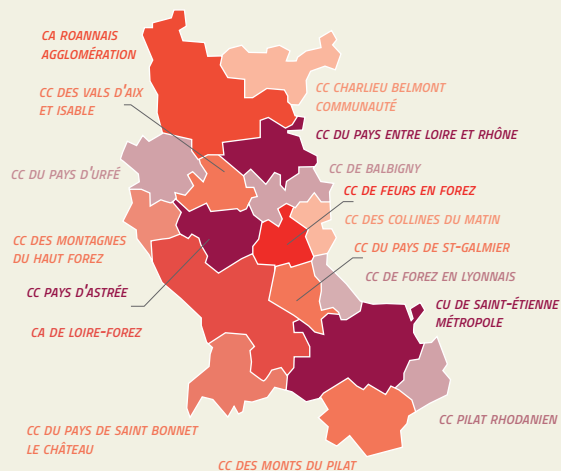 CA ROANNAIS
AGGLOMÉRATION
CC DES VALS D'AIX
ET ISABLE
CC CHARLIEU BELMONT
COMMUNAUTÉ
CC DU PAYS ENTRE LOIRE ET RHÔNE
CC DU PAYS D'URFÉ
CC DE BALBIGNY
CC DE FEURS EN FOREZ
CC DES COLLINES DU MATIN
CC DES MONTAGNES
DU HAUT FOREZ
CC DU PAYS DE ST-GALMIER
CC DE FOREZ EN LYONNAIS
CC PAYS D'ASTRÉE
CU DE SAINT-ÉTIENNE
MÉTROPOLE
CA DE LOIRE-FOREZ
CC PILAT RHODANIEN
CC DU PAYS DE SAINT BONNET
LE CHÂTEAU
CC DES MONTS DU PILAT